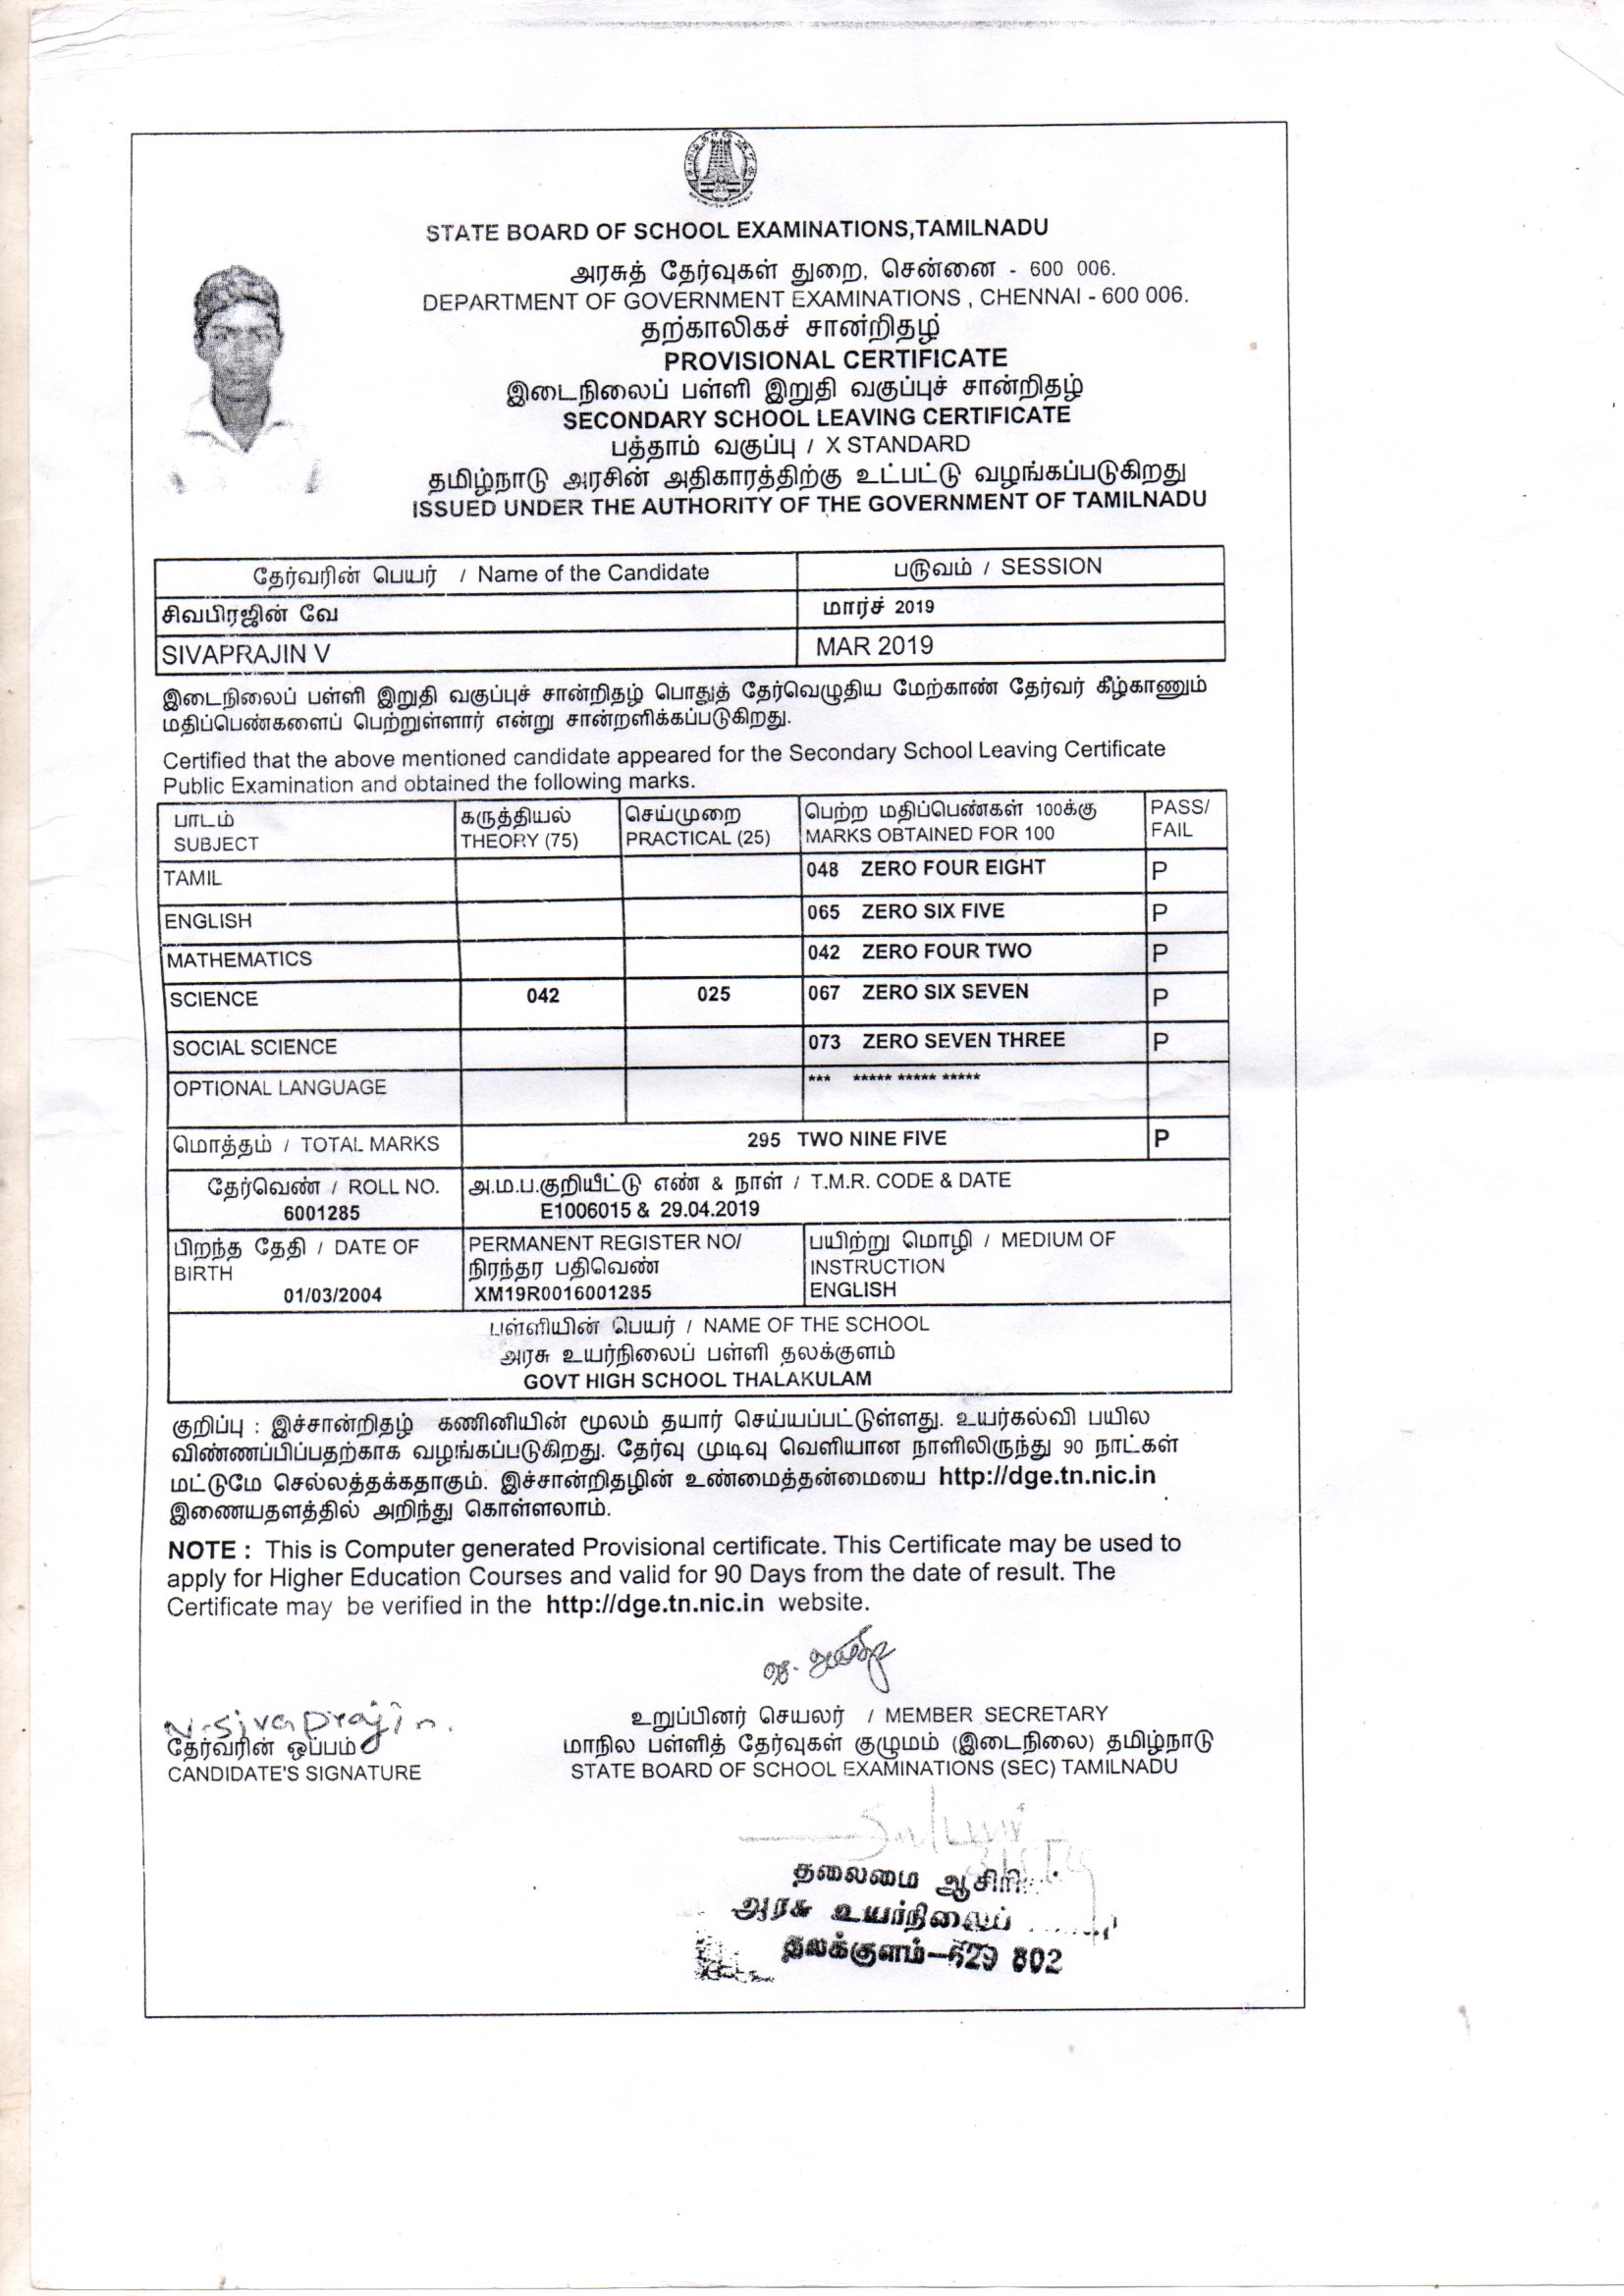 STATE BOARD OF SCHOOL EXAMINATIONS,TAMILNADU
அரசுத் தேர்வுகள் துறை, சென்னை - 600 006.
DEPARTMENT OF GOVERNMENT EXAMINATIONS , CHENNAI - 600 006.
தற்காலிகச் சான்றிதழ்
PROVISIONAL CERTIFICATE
இடைநிலைப் பள்ளி இறுதி வகுப்புச் சான்றிதழ்
SECONDARY SCHOOL LEAVING CERTIFICATE
பத்தாம் வகுப்பு / X STANDARD
தமிழ்நாடு அரசின் அதிகாரத்திற்கு உட்பட்டு வழங்கப்படுகிறது
ISSUED UNDER THE AUTHORITY OF THE GOVERNMENT OF TAMILNADU
தேர்வரின் பெயர் / Name of the Candidate பருவம் / SESSION
சிவபிரஜின் வே மார்ச் 2019
SIVAPRAJIN V MAR 2019
இடைநிலைப் பள்ளி இறுதி வகுப்புச் சான்றிதழ் பொதுத் தேர்வெழுதிய மேற்காண் தேர்வர் கீழ்காணும்
மதிப்பெண்களைப் பெற்றுள்ளார் என்று சான்றளிக்கப்படுகிறது.
Certified that the above mentioned candidate appeared for the Secondary School Leaving Certificate
Public Examination and obtained the following marks.
பாடம் கருத்தியல் செய்முறை பெற்ற மதிப்பெண்கள் 100க்கு PASS/
SUBJECT THEORY (75) PRACTICAL (25) MARKS OBTAINED FOR 100 FAIL
TAMIL 048 ZERO FOUR EIGHT P
ENGLISH 065 ZERO SIX FIVE P
MATHEMATICS 042 ZERO FOUR TWO P
SCIENCE 042 025 067 ZERO SIX SEVEN P
SOCIAL SCIENCE 073 ZERO SEVEN THREE P
OPTIONAL LANGUAGE *** ***** ***** *****
மொத்தம் / TOTAL MARKS 295 TWO NINE FIVE P
தேர்வெண் / ROLL NO. அ.ம.ப.குறியீட்டு எண் & நாள் / T.M.R. CODE & DATE
6001285 E1006015 & 29.04.2019
பிறந்த தேதி / DATE OF PERMANENT REGISTER NO/ பயிற்று மொழி / MEDIUM OF
BIRTH நிரந்தர பதிவெண் INSTRUCTION
01/03/2004 XM19R0016001285 ENGLISH
பள்ளியின் பெயர் / NAME OF THE SCHOOL
அரசு உயர்நிலைப் பள்ளி தலக்குளம்
GOVT HIGH SCHOOL THALAKULAM
குறிப்பு : இச்சான்றிதழ் கணினியின் மூலம் தயார் செய்யப்பட்டுள்ளது. உயர்கல்வி பயில
விண்ணப்பிப்பதற்காக வழங்கப்படுகிறது. தேர்வு முடிவு வெளியான நாளிலிருந்து 90 நாட்கள்
மட்டுமே செல்லத்தக்கதாகும். இச்சான்றிதழின் உண்மைத்தன்மையை http://dge.tn.nic.in
இணையதளத்தில் அறிந்து கொள்ளலாம்.
NOTE : This is Computer generated Provisional certificate. This Certificate may be used to
apply for Higher Education Courses and valid for 90 Days from the date of result. The
Certificate may be verified in the http://dge.tn.nic.in website.
V.Sivaprajin.
தேர்வரின் ஒப்பம் உறுப்பினர் செயலர் / MEMBER SECRETARY
மாநில பள்ளித் தேர்வுகள் குழுமம் (இடைநிலை) தமிழ்நாடு
CANDIDATE'S SIGNATURE STATE BOARD OF SCHOOL EXAMINATIONS (SEC) TAMILNADU
தலைமை
அரசு உயர்நிலைப்
தலக்குளம்–629 802